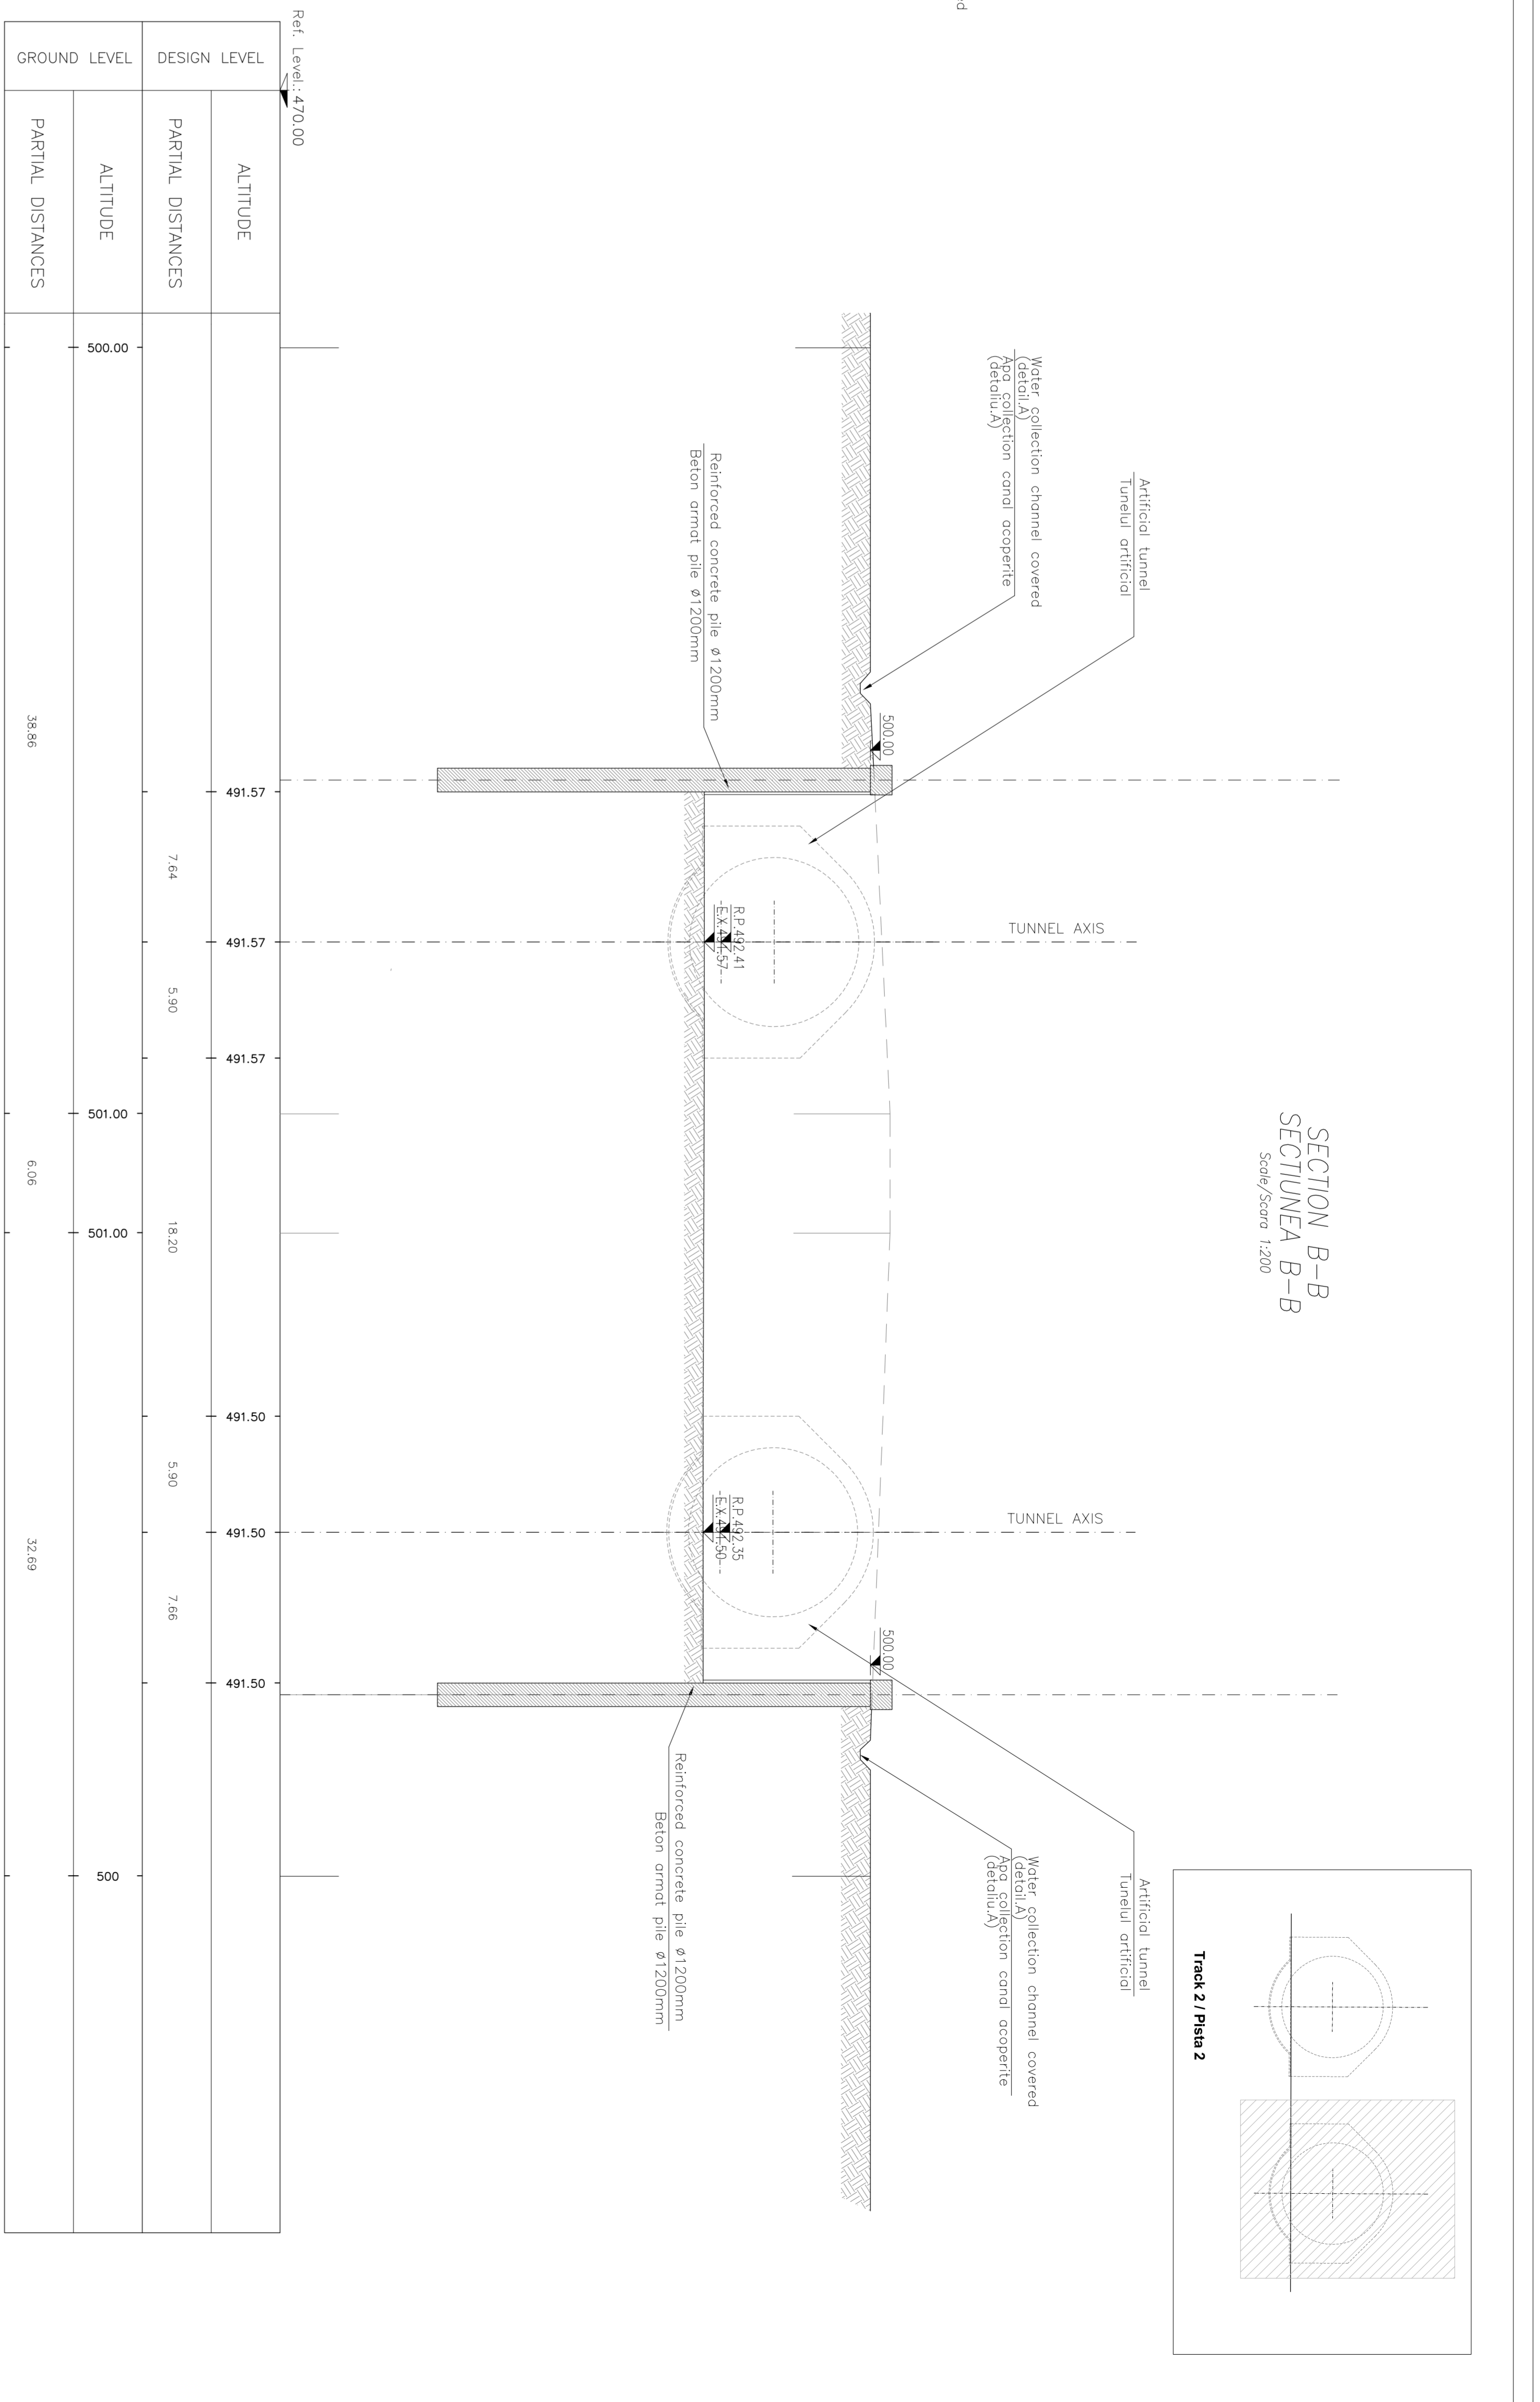 SECTION B-B
SECTIUNEA B-B
Scale/Scara 1:200
TUNNEL AXIS
TUNNEL AXIS
Artificial tunnel
Tunelul artificial
Water collection channel covered
(detail.A)
Apa collection canal acoperite
(detaliu.A)
500.00
Reinforced concrete pile Ø1200mm
Beton armat pile Ø1200mm
R.P.492.41
E.X.491.57
R.P.492.35
E.X.491.50
500.00
Artificial tunnel
Tunelul artificial
Water collection channel covered
(detail.A)
Apa collection canal acoperite
(detaliu.A)
Reinforced concrete pile Ø1200mm
Beton armat pile Ø1200mm
Track 2 / Pista 2
Ref. Level.: 470.00
DESIGN LEVEL
ALTITUDE
491.57
491.57
491.57
491.50
491.50
491.50
PARTIAL DISTANCES
7.64
5.90
18.20
5.90
7.66
GROUND LEVEL
ALTITUDE
500.00
501.00
501.00
500
PARTIAL DISTANCES
38.86
6.06
32.69